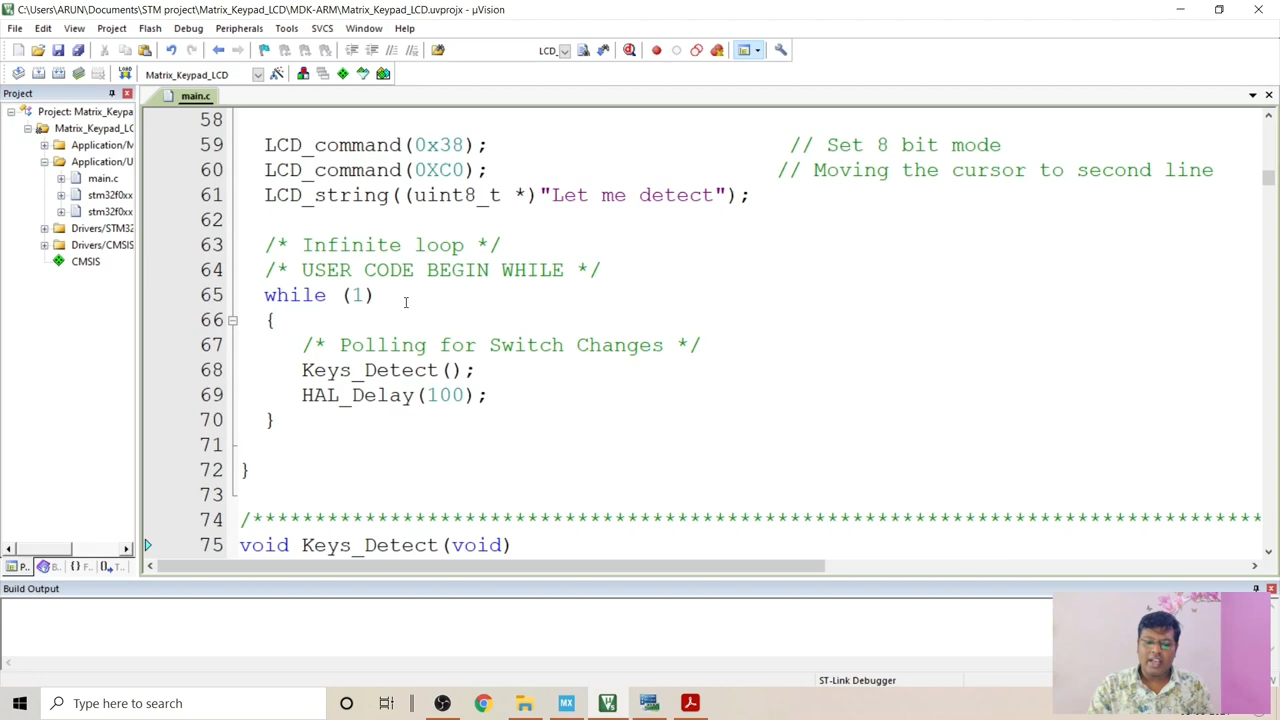 C:\Users\ARUN\Documents\STM project\Matrix_Keypad_LCD\MDK-ARM\Matrix_Keypad_LCD.uvprojx - µVision
File Edit View Project Flash Debug Peripherals Tools SVCS Window Help
LCD_
Matrix_Keypad_LCD
Project
main.c
Project: Matrix_Keypa
Matrix_Keypad_LC
Application/M
Application/U
main.c
stm32f0xx
stm32f0xx
Drivers/STM32
Drivers/CMSIS
CMSIS
58
59 LCD_command(0x38); // Set 8 bit mode
60 LCD_command(0XC0); // Moving the cursor to second line
61 LCD_string((uint8_t *)"Let me detect");
62
63 /* Infinite loop */
64 /* USER CODE BEGIN WHILE */
65 while (1)
66 {
67 /* Polling for Switch Changes */
68 Keys_Detect();
69 HAL_Delay(100);
70 }
71
72 }
73
74 /**********************************************************************************
75 void Keys_Detect(void)
P... B... {} F... T...
Build Output
ST-Link Debugger
Type here to search
MX